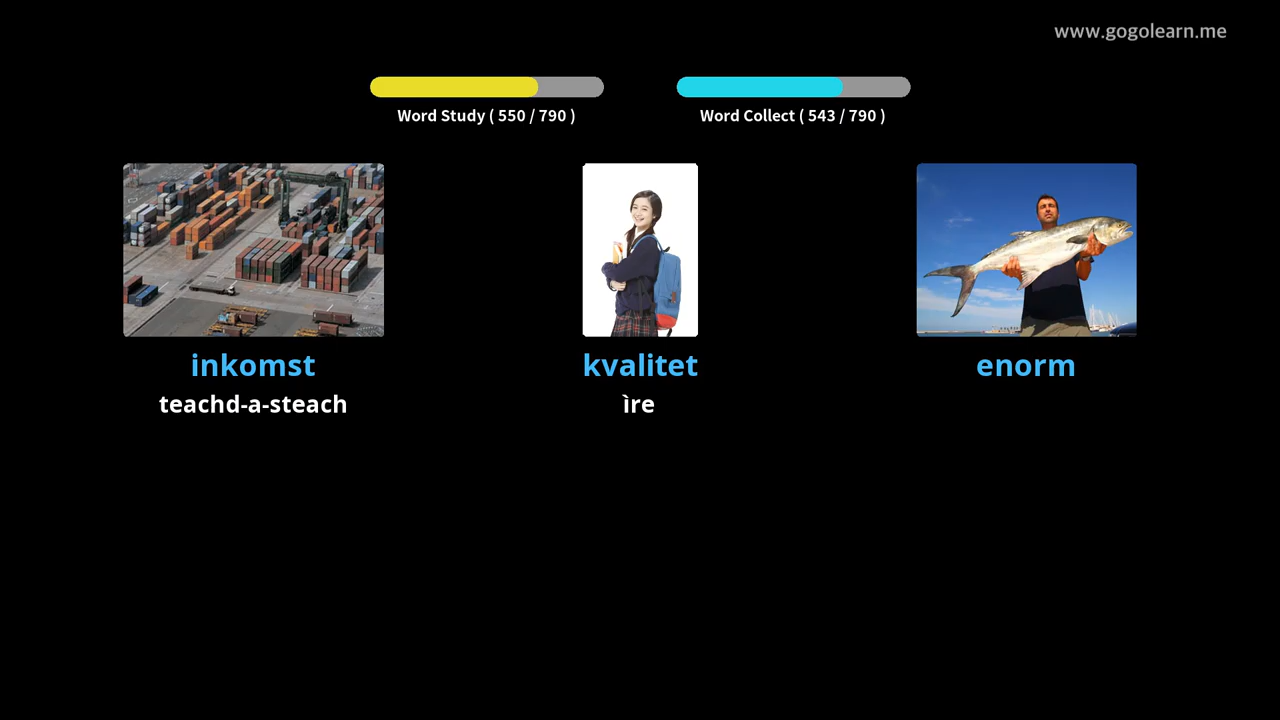 www.gogolearn.me
Word Study ( 550 / 790 )
Word Collect ( 543 / 790 )
inkomst
kvalitet
enorm
teachd-a-steach
ìre